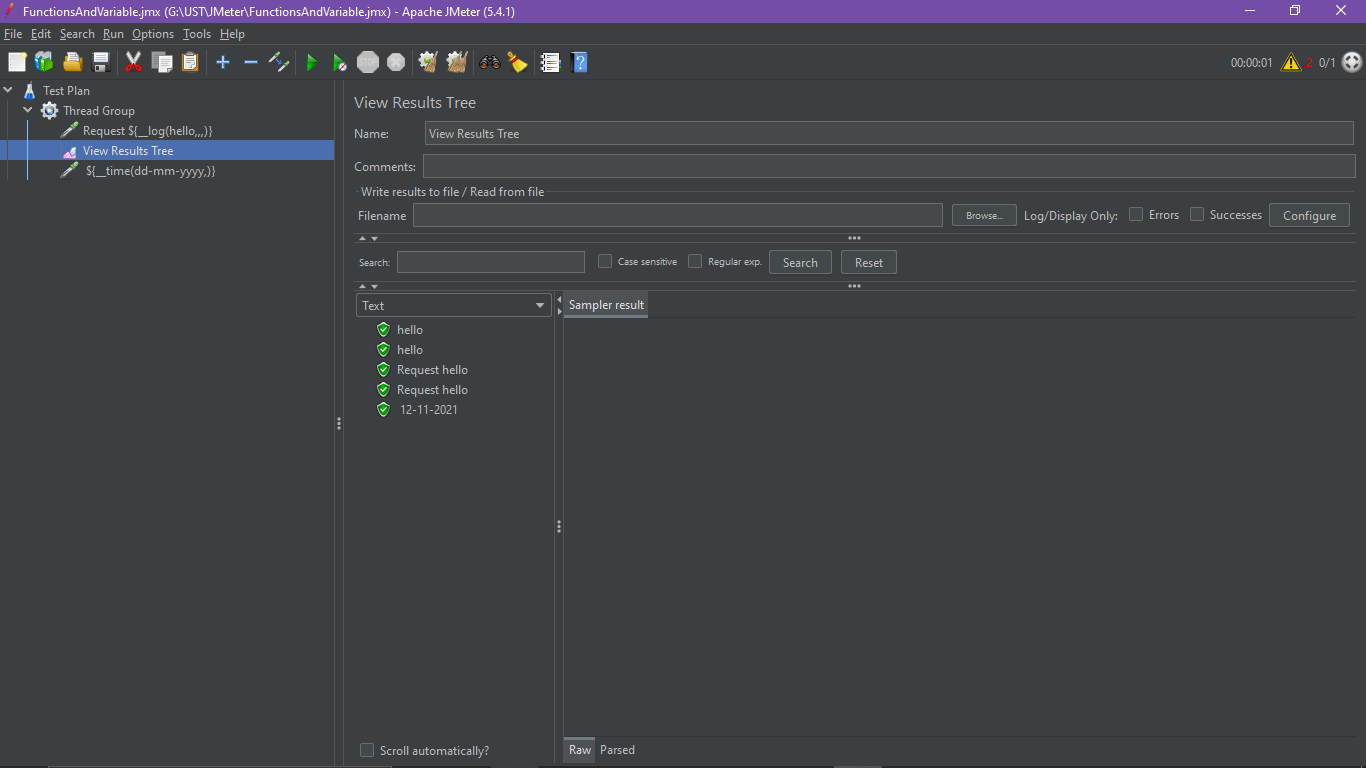 FunctionsAndVariable.jmx (G:\UST\JMeter\FunctionsAndVariable.jmx) - Apache JMeter (5.4.1)
File Edit Search Run Options Tools Help
STOP 00:00:01 2 0/1
Test Plan
Thread Group
Request ${__log(hello,,,)}
View Results Tree
${__time(dd-mm-yyyy,)}
View Results Tree
Name: View Results Tree
Comments:
Write results to file / Read from file
Filename Browse... Log/Display Only: Errors Successes Configure
Search: Case sensitive Regular exp. Search Reset
Text
Sampler result
hello
hello
Request hello
Request hello
12-11-2021
Scroll automatically?
Raw Parsed